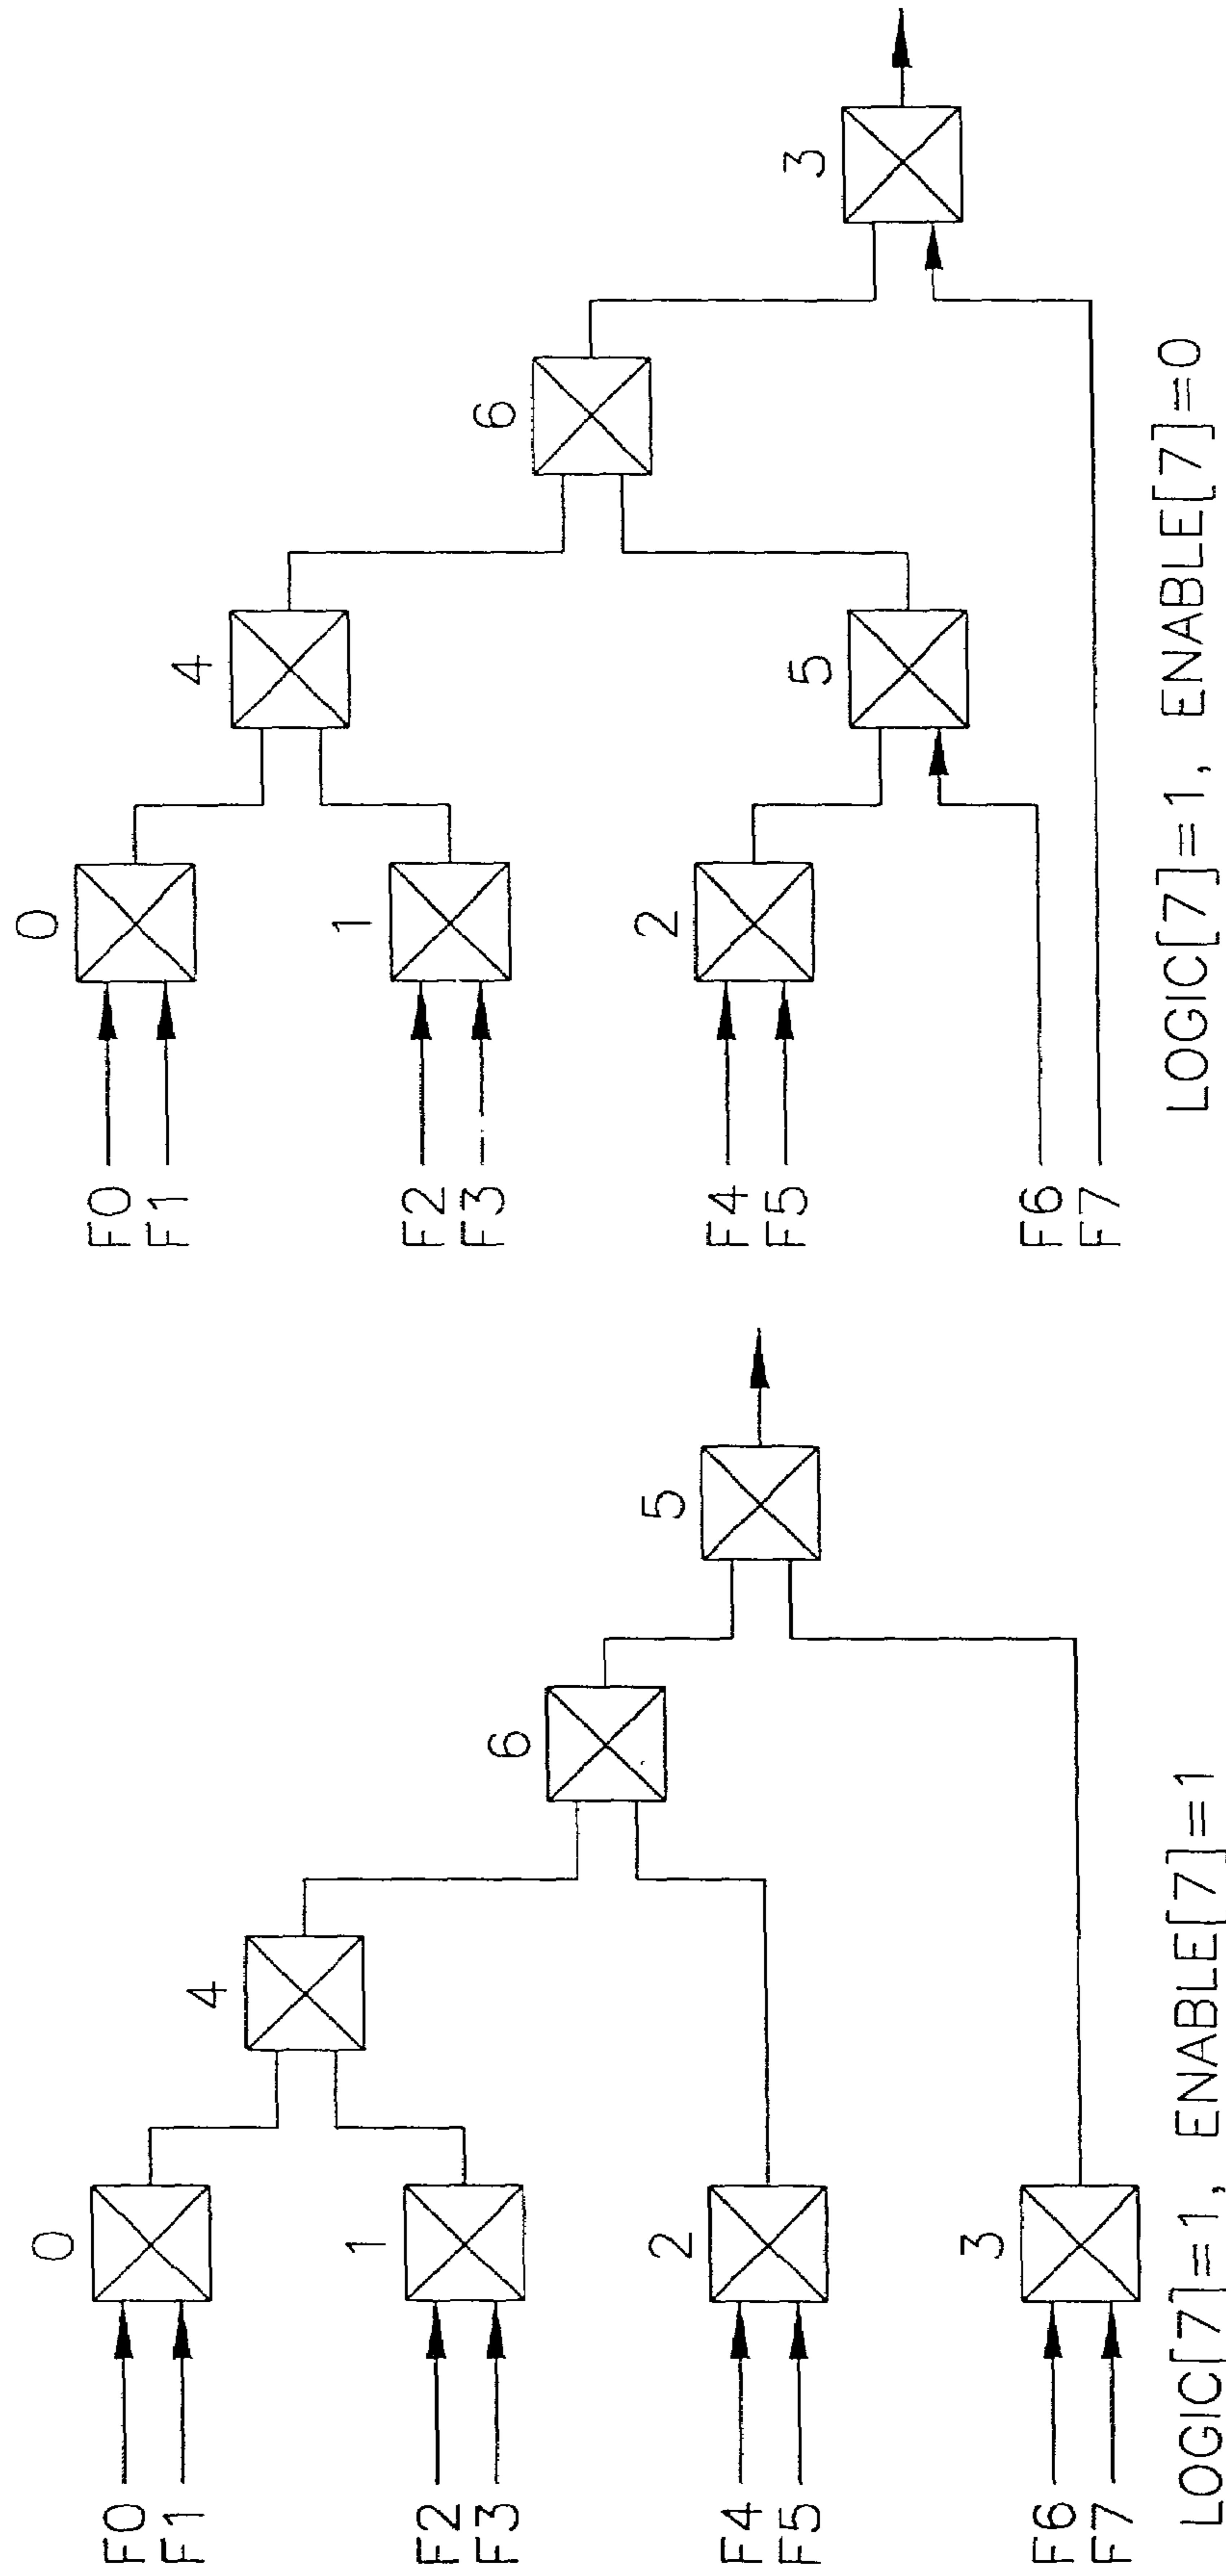 0
F0
F1
4
1
F2
F3
6
5
2
F4
F5
3
F6
F7
LOGIC[7]=1, ENABLE[7]=1
0
F0
F1
4
1
F2
F3
6
2
F4
F5
3
5
F6
F7
LOGIC[7]=1, ENABLE[7]=0